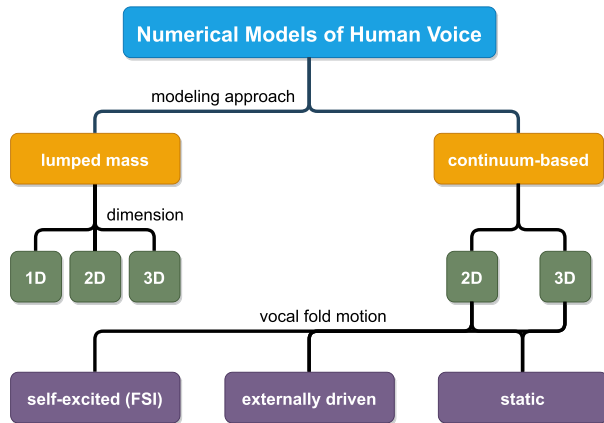 Numerical Models of Human Voice
modeling approach
lumped mass
continuum-based
dimension
1D
2D
3D
2D
3D
vocal fold motion
self-excited (FSI)
externally driven
static